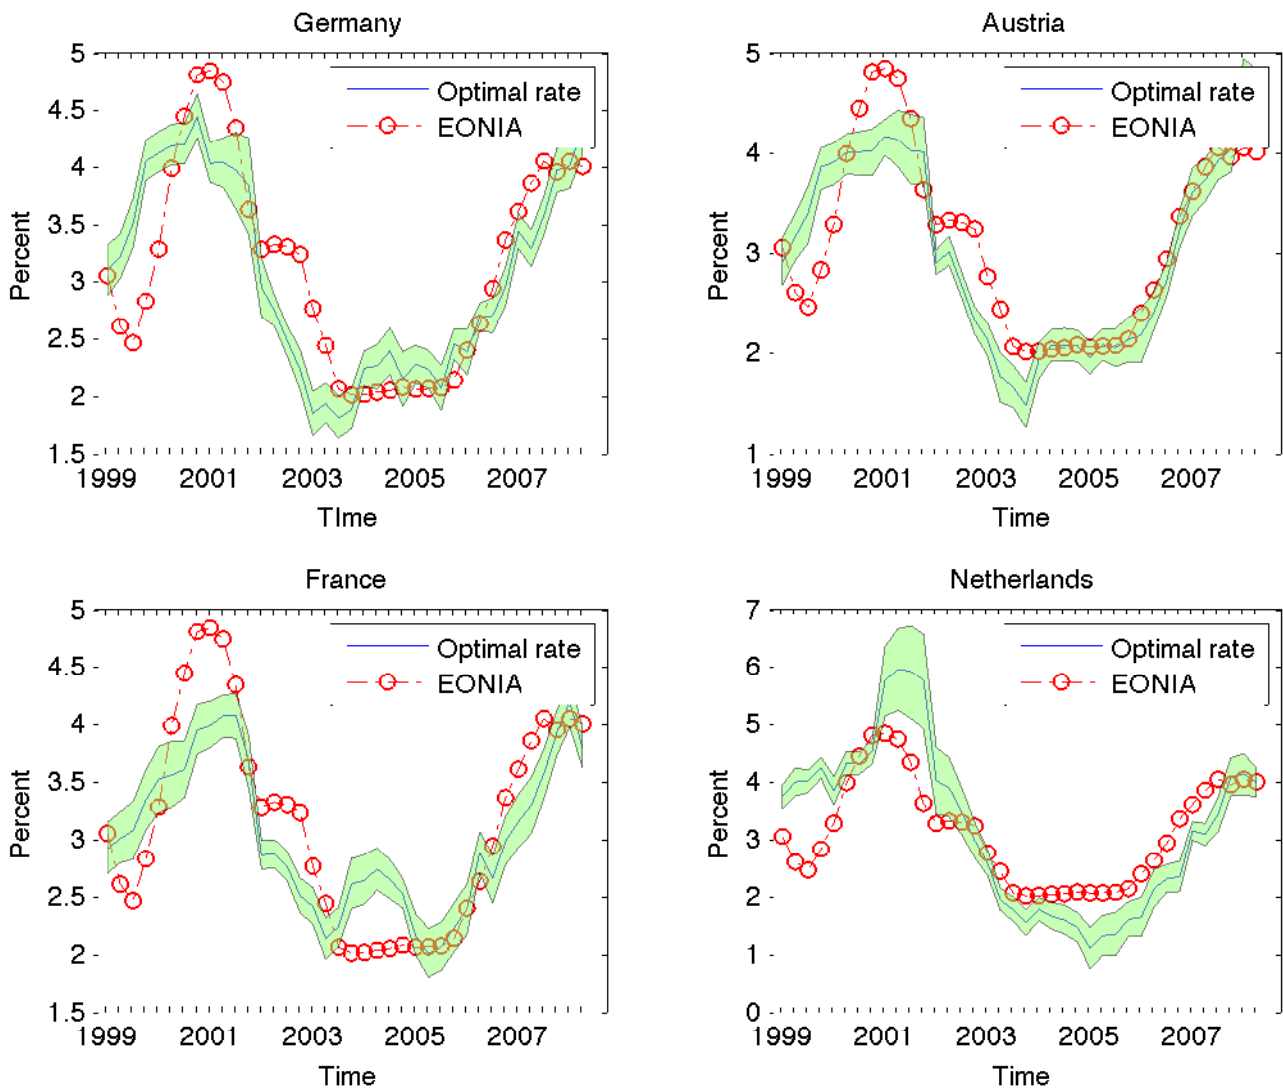 Germany
5
4.5
4
3.5
3
2.5
2
1.5
Percent
Optimal rate
EONIA
1999 2001 2003 2005 2007
TIme
Austria
5
4
3
2
1
Percent
Optimal rate
EONIA
1999 2001 2003 2005 2007
Time
France
5
4.5
4
3.5
3
2.5
2
1.5
Percent
Optimal rate
EONIA
1999 2001 2003 2005 2007
Time
Netherlands
7
6
5
4
3
2
1
0
Percent
Optimal rate
EONIA
1999 2001 2003 2005 2007
Time